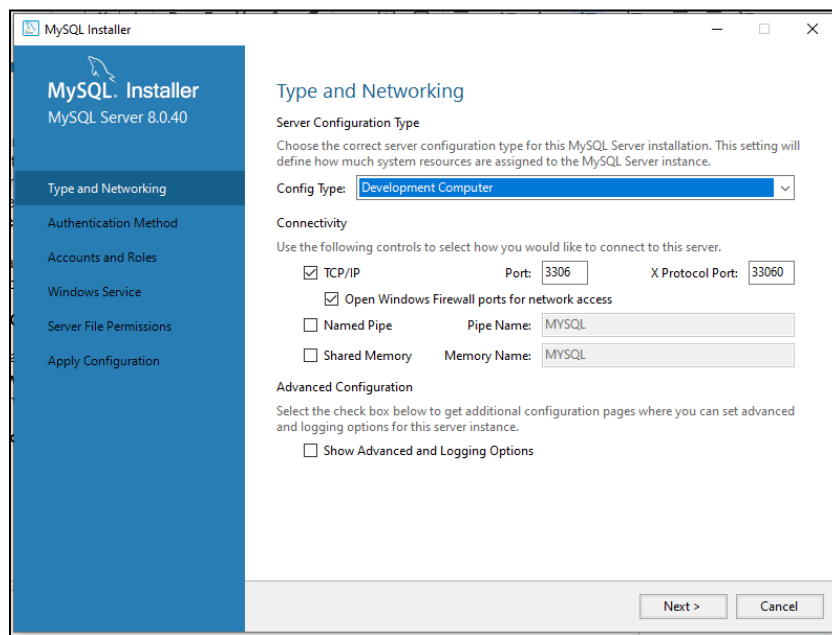 MySQL Installer
MySQL. Installer
MySQL Server 8.0.40
Type and Networking
Authentication Method
Accounts and Roles
Windows Service
Server File Permissions
Apply Configuration
Type and Networking
Server Configuration Type
Choose the correct server configuration type for this MySQL Server installation. This setting will
define how much system resources are assigned to the MySQL Server instance.
Config Type: Development Computer
Connectivity
Use the following controls to select how you would like to connect to this server.
TCP/IP Port: 3306 X Protocol Port: 33060
Open Windows Firewall ports for network access
Named Pipe Pipe Name: MYSQL
Shared Memory Memory Name: MYSQL
Advanced Configuration
Select the check box below to get additional configuration pages where you can set advanced
and logging options for this server instance.
Show Advanced and Logging Options
Next > Cancel